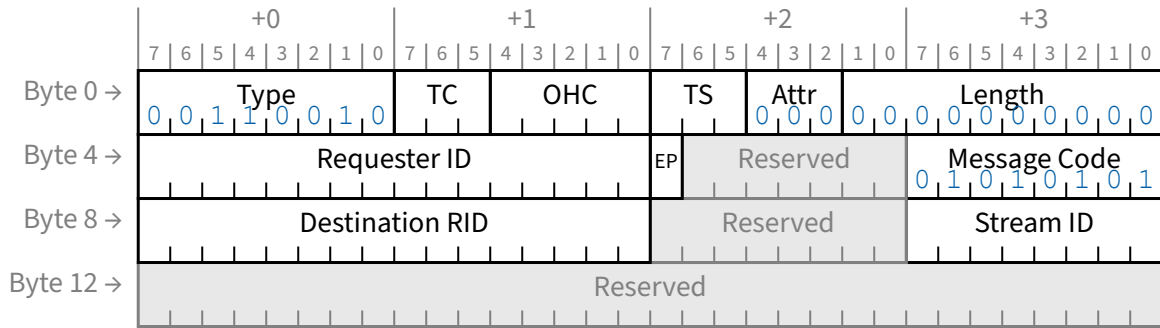 +0 +1 +2 +3
7 6 5 4 3 2 1 0 7 6 5 4 3 2 1 0 7 6 5 4 3 2 1 0 7 6 5 4 3 2 1 0
Byte 0 → Type TC OHC TS Attr Length
0 0 1 1 0 0 1 0 0 0 0 0 0 0 0 0 0 0 0 0 0
Byte 4 → Requester ID EP Reserved Message Code
0 1 0 1 0 1 0 1
Byte 8 → Destination RID Reserved Stream ID
Byte 12 → Reserved